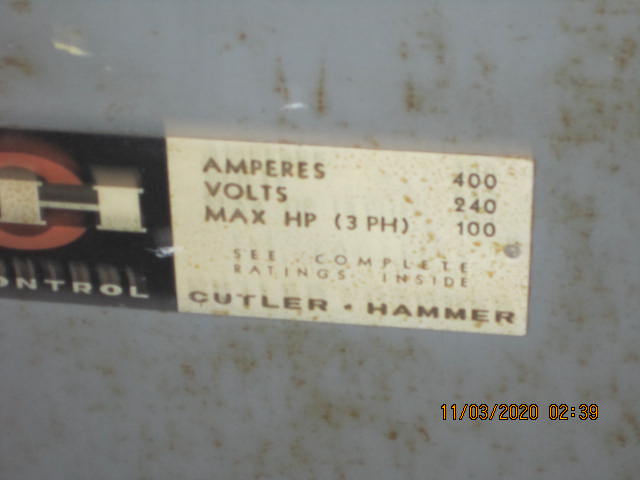 AMPERES 400
VOLTS 240
MAX HP (3 PH) 100
SEE COMPLETE
RATINGS INSIDE
CUTLER · HAMMER
CH
ONTROL
11/03/2020 02:39